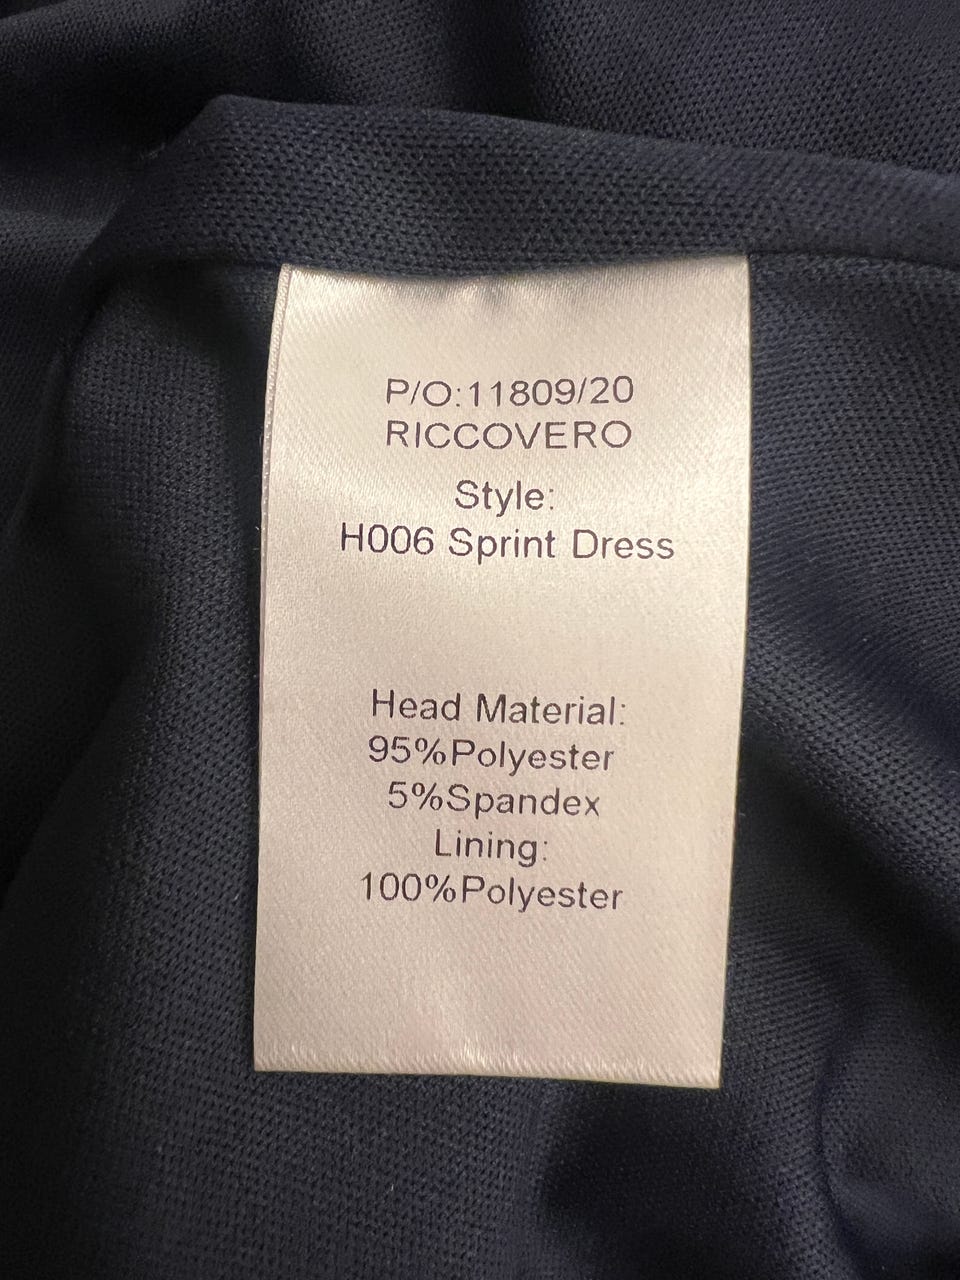 P/O:11809/20
RICCOVERO
Style:
H006 Sprint Dress
Head Material:
95%Polyester
5%Spandex
Lining:
100%Polyester